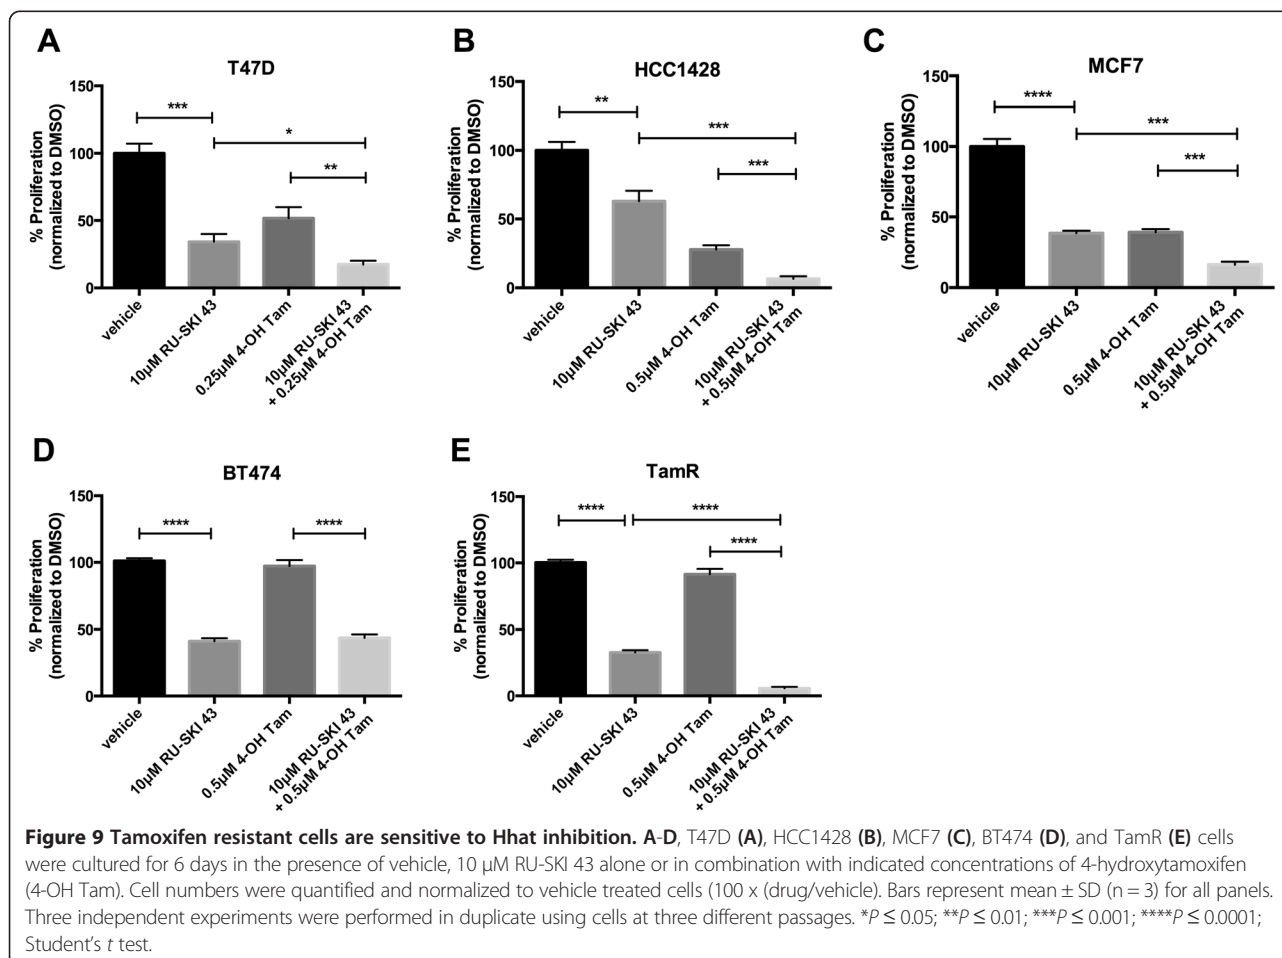 A
T47D
% Proliferation
(normalized to DMSO)
150
100
50
0
***
*
**
vehicle
10µM RU-SKI 43
0.25µM 4-OH Tam
10µM RU-SKI 43
+ 0.25µM 4-OH Tam
B
HCC1428
% Proliferation
(normalized to DMSO)
150
100
50
0
**
***
***
vehicle
10µM RU-SKI 43
0.5µM 4-OH Tam
10µM RU-SKI 43
+ 0.5µM 4-OH Tam
C
MCF7
% Proliferation
(normalized to DMSO)
150
100
50
0
****
***
***
vehicle
10µM RU-SKI 43
0.5µM 4-OH Tam
10µM RU-SKI 43
+ 0.5µM 4-OH Tam
D
BT474
% Proliferation
(normalized to DMSO)
150
100
50
0
****
****
vehicle
10µM RU-SKI 43
0.5µM 4-OH Tam
10µM RU-SKI 43
+ 0.5µM 4-OH Tam
E
TamR
% Proliferation
(normalized to DMSO)
150
100
50
0
****
****
****
vehicle
10µM RU-SKI 43
0.5µM 4-OH Tam
10µM RU-SKI 43
+ 0.5µM 4-OH Tam
Figure 9 Tamoxifen resistant cells are sensitive to Hhat inhibition. A-D, T47D (A), HCC1428 (B), MCF7 (C), BT474 (D), and TamR (E) cells
were cultured for 6 days in the presence of vehicle, 10 µM RU-SKI 43 alone or in combination with indicated concentrations of 4-hydroxytamoxifen
(4-OH Tam). Cell numbers were quantified and normalized to vehicle treated cells (100 x (drug/vehicle). Bars represent mean ± SD (n = 3) for all panels.
Three independent experiments were performed in duplicate using cells at three different passages. *P ≤ 0.05; **P ≤ 0.01; ***P ≤ 0.001; ****P ≤ 0.0001;
Student's t test.